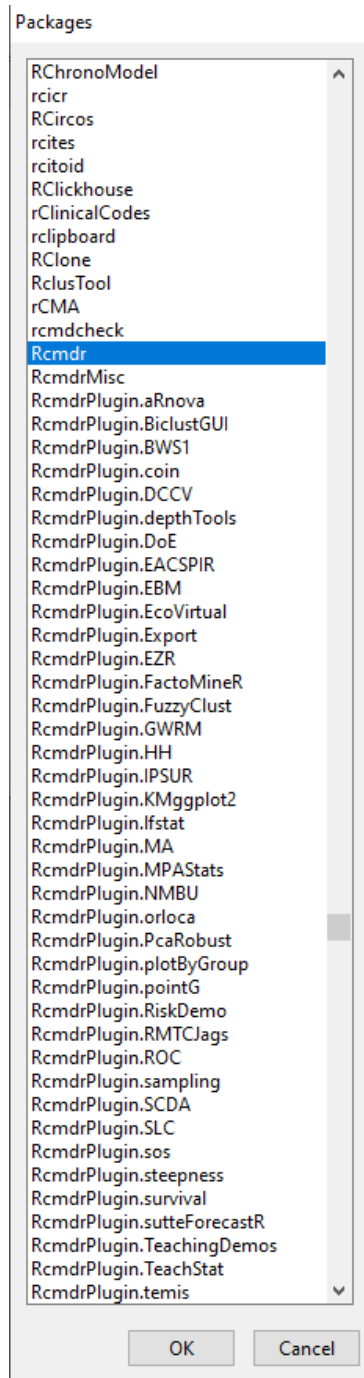 Packages
RChronoModel
rcicr
RCircos
rcites
rcitoid
RClickhouse
rClinicalCodes
rclipboard
RClone
RclusTool
rCMA
rcmdcheck
Rcmdr
RcmdrMisc
RcmdrPlugin.aRnova
RcmdrPlugin.BiclustGUI
RcmdrPlugin.BWS1
RcmdrPlugin.coin
RcmdrPlugin.DCCV
RcmdrPlugin.depthTools
RcmdrPlugin.DoE
RcmdrPlugin.EACSPIR
RcmdrPlugin.EBM
RcmdrPlugin.EcoVirtual
RcmdrPlugin.Export
RcmdrPlugin.EZR
RcmdrPlugin.FactoMineR
RcmdrPlugin.FuzzyClust
RcmdrPlugin.GWRM
RcmdrPlugin.HH
RcmdrPlugin.IPSUR
RcmdrPlugin.KMggplot2
RcmdrPlugin.lfstat
RcmdrPlugin.MA
RcmdrPlugin.MPAStats
RcmdrPlugin.NMBU
RcmdrPlugin.orloca
RcmdrPlugin.PcaRobust
RcmdrPlugin.plotByGroup
RcmdrPlugin.pointG
RcmdrPlugin.RiskDemo
RcmdrPlugin.RMTCJags
RcmdrPlugin.ROC
RcmdrPlugin.sampling
RcmdrPlugin.SCDA
RcmdrPlugin.SLC
RcmdrPlugin.sos
RcmdrPlugin.steepness
RcmdrPlugin.survival
RcmdrPlugin.sutteForecastR
RcmdrPlugin.TeachingDemos
RcmdrPlugin.TeachStat
RcmdrPlugin.temis
OK Cancel